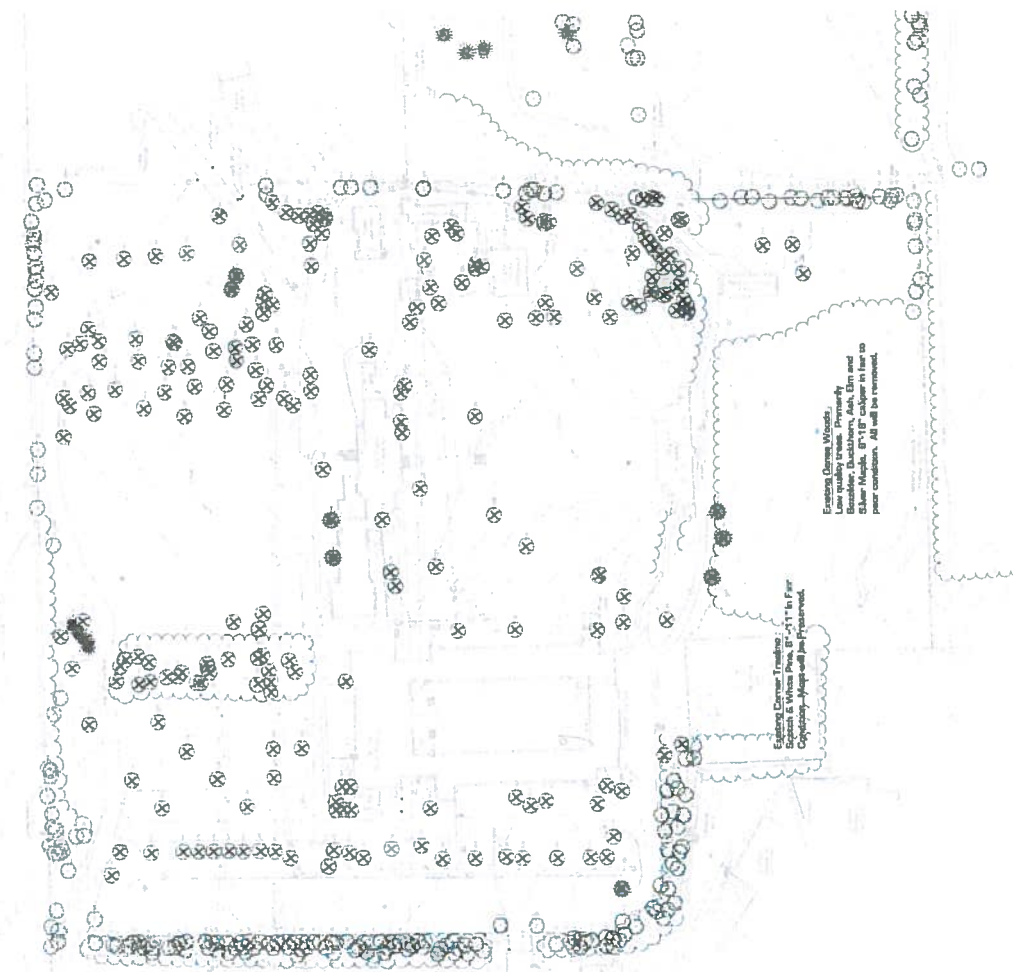 Existing Dense Woods
Low quality trees. Primarily
Boxelder, Buckthorn, Ash, Elm and
Silver Maple. 6"-18" caliper in fair to
poor condition. All will be removed.
Existing Corner Treeline
Scotch & White Pine, 8"-11" in Fair
Condition. will be Preserved.